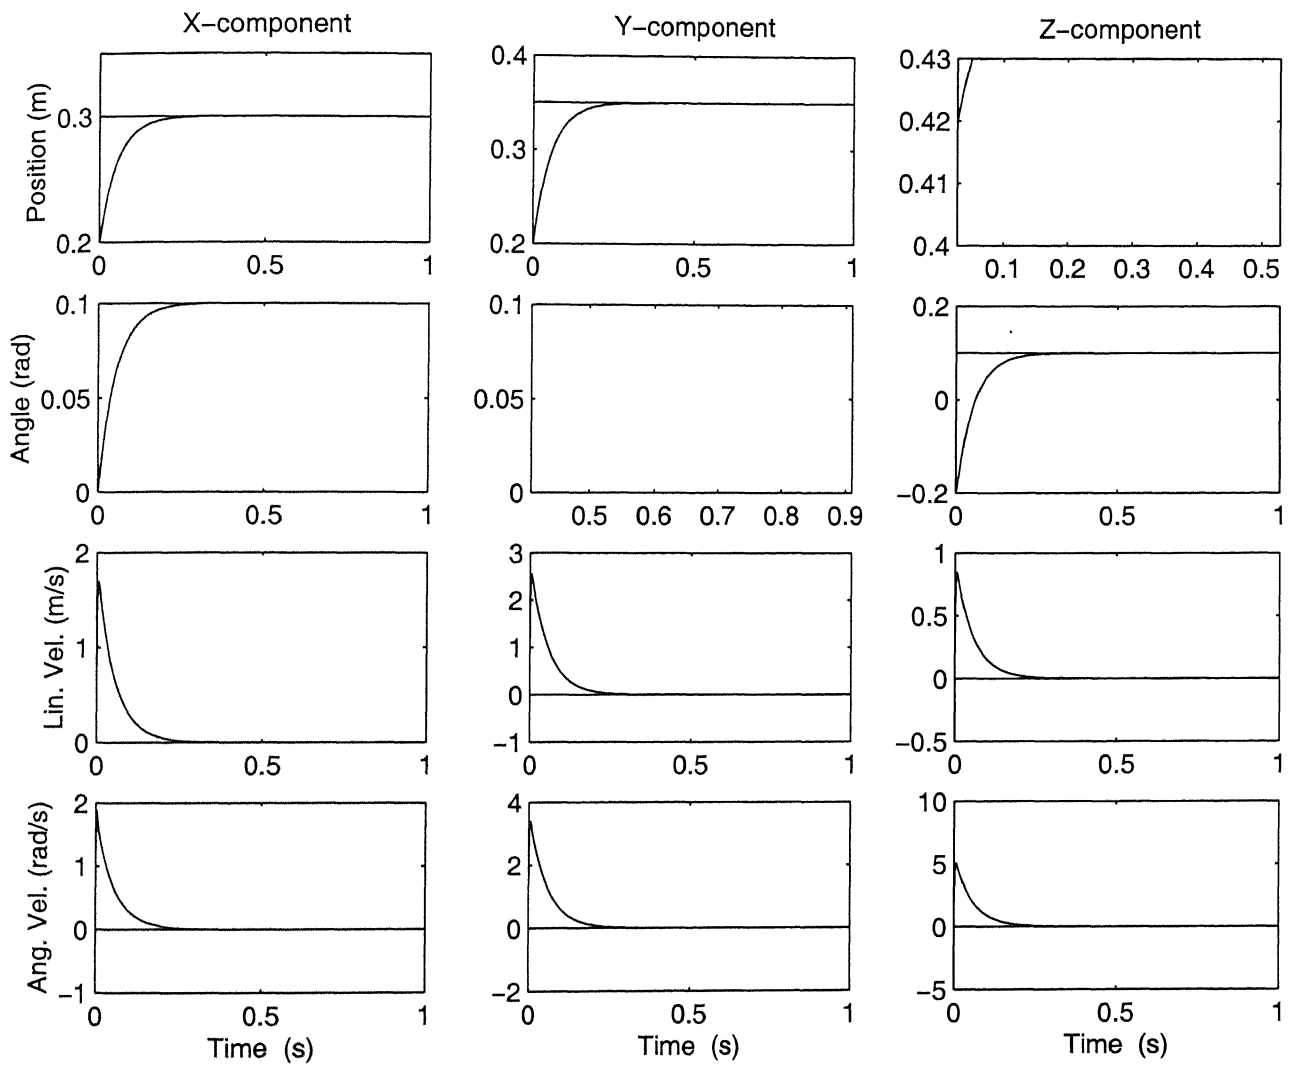 X−component Y−component Z−component
Position (m)
0.3
0.2
0 0.5 1
0.4
0.3
0.2
0 0.5 1
0.43
0.42
0.41
0.4
0.1 0.2 0.3 0.4 0.5
Angle (rad)
0.1
0.05
0
0 0.5 1
0.1
0.05
0
0.5 0.6 0.7 0.8 0.9
0.2
0
−0.2
0 0.5 1
Lin. Vel. (m/s)
2
1
0
0 0.5 1
3
2
1
0
−1
0 0.5 1
1
0.5
0
−0.5
0 0.5 1
Ang. Vel. (rad/s)
2
1
0
−1
0 0.5 1
Time (s)
4
2
0
−2
0 0.5 1
Time (s)
10
5
0
−5
0 0.5 1
Time (s)